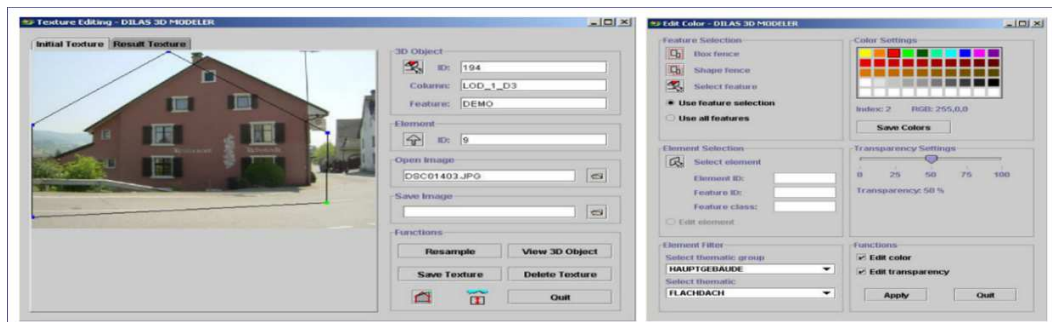 Texture Editing - DILAS 3D MODELER
Initial Texture Result Texture
3D Object
ID: 194
Column: LOD_1_D3
Feature: DEMO
Element
ID: 9
Open Image
DSC01403.JPG
Save Image
Functions
Resample View 3D Object
Save Texture Delete Texture
Quit
Edit Color - DILAS 3D MODELER
Feature Selection
Box fence
Shape fence
Select feature
Use feature selection
Use all features
Color Settings
Index: 2 RGB: 255,0,0
Save Colors
Element Selection
Select element
Element ID:
Feature ID:
Feature class:
Edit element
Transparency Settings
0 25 50 75 100
Transparency: 50 %
Element Filter
Select thematic group
HAUPTGEBÄUDE
Select thematic
FLACHDACH
Functions
Edit color
Edit transparency
Apply Quit